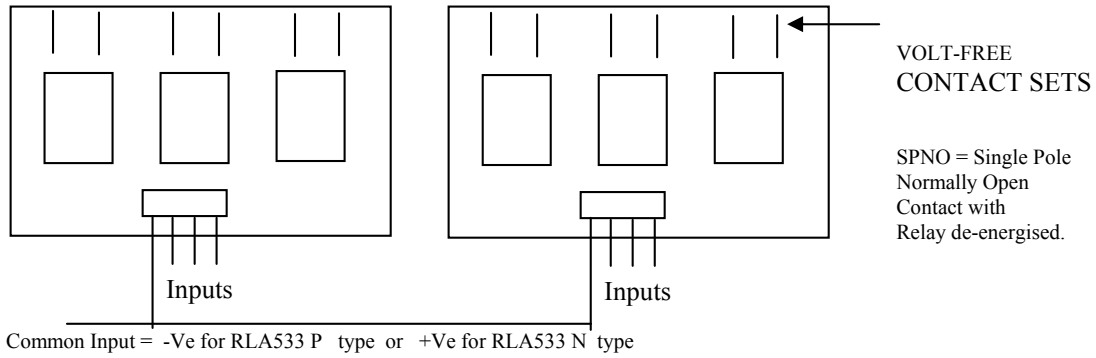 VOLT-FREE
CONTACT SETS
SPNO = Single Pole
Normally Open
Contact with
Relay de-energised.
Inputs
Inputs
Common Input = -Ve for RLA533 P type or +Ve for RLA533 N type